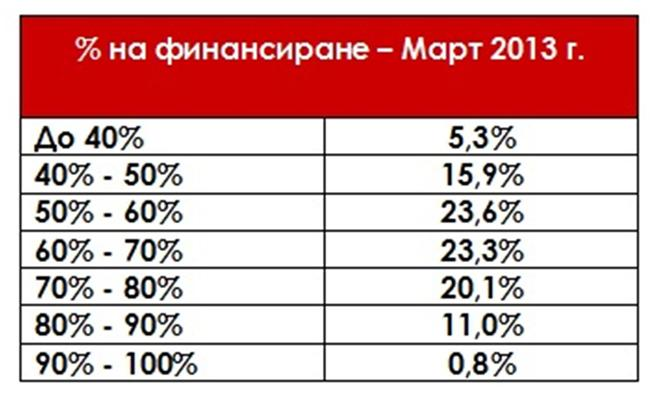 % на финансиране – Март 2013 г.
До 40% 5,3%
40% - 50% 15,9%
50% - 60% 23,6%
60% - 70% 23,3%
70% - 80% 20,1%
80% - 90% 11,0%
90% - 100% 0,8%